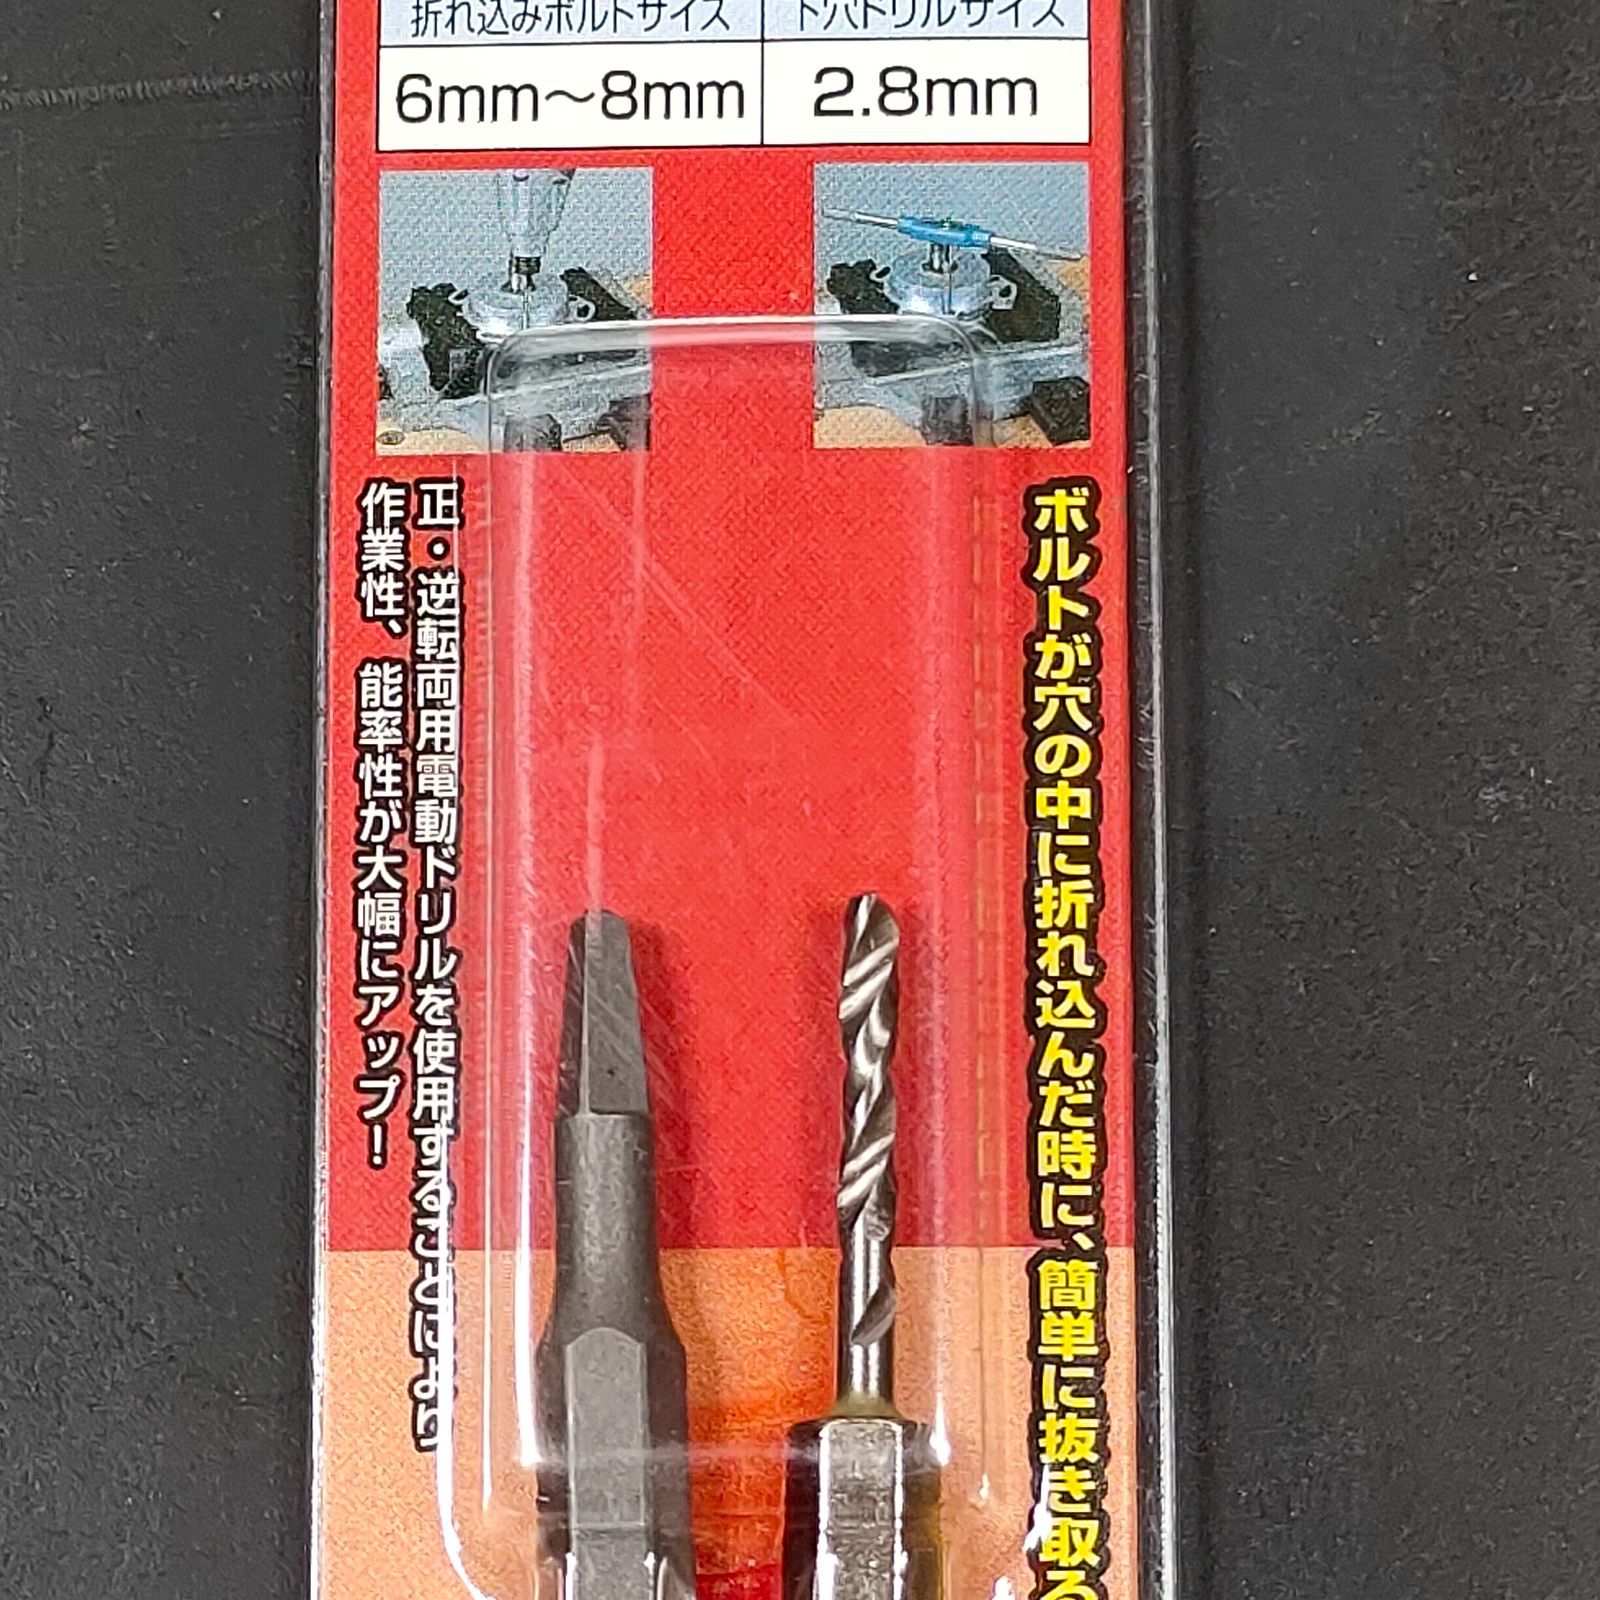 折れ込みボルトサイズ
下穴ドリルサイズ
6mm～8mm
2.8mm
ボルトが穴の中に折れ込んだ時に、簡単に抜き取る
正・逆転両用電動ドリルを使用することにより
作業性、能率性が大幅にアップ！